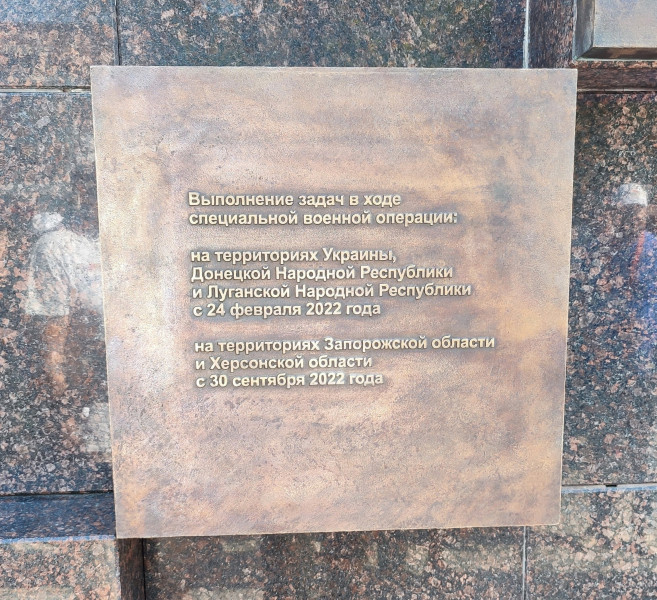 Выполнение задач в ходе
специальной военной операции:
на территориях Украины,
Донецкой Народной Республики
и Луганской Народной Республики
с 24 февраля 2022 года
на территориях Запорожской области
и Херсонской области
с 30 сентября 2022 года